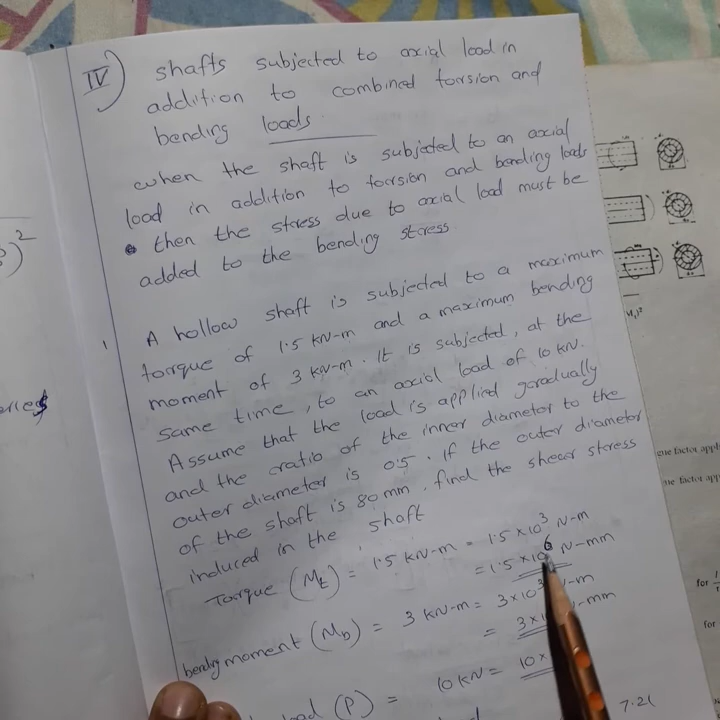 IV) shafts subjected to axial load in
addition to combined torsion and
bending loads
when the shaft is subjected to an axial
load in addition to torsion and bending loads
then the stress due to axial load must be
added to the bending stress.
A hollow shaft is subjected to a maximum
torque of 1.5 kN-m and a maximum bending
moment of 3 kN-m. It is subjected, at the
same time, to an axial load of 10 kN.
Assume that the load is applied gradually
and the ratio of the inner diameter to the
outer diameter is 0.5. If the outer diameter
of the shaft is 80 mm, find the shear stress
induced in the shaft
Torque (Mt) = 1.5 kN-m = 1.5 × 10³ N-m
= 1.5 × 10⁶ N-mm
bending moment (Mb) = 3 kN-m = 3 × 10³ N-m
= 3 ×
load (P) = 10 kN = 10 ×
7.21
for
for